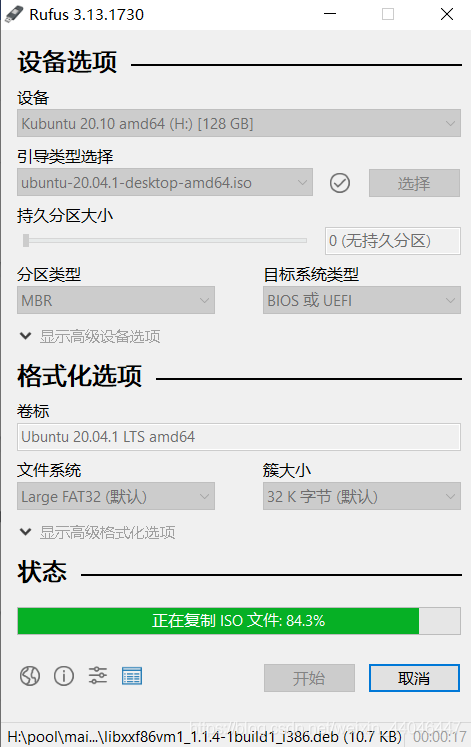 Rufus 3.13.1730
设备选项
设备
Kubuntu 20.10 amd64 (H:) [128 GB]
引导类型选择
ubuntu-20.04.1-desktop-amd64.iso
选择
持久分区大小
0 (无持久分区)
分区类型
目标系统类型
MBR
BIOS 或 UEFI
显示高级设备选项
格式化选项
卷标
Ubuntu 20.04.1 LTS amd64
文件系统
簇大小
Large FAT32 (默认)
32 K 字节 (默认)
显示高级格式化选项
状态
正在复制 ISO 文件: 84.3%
开始
取消
H:\pool\mai...\libxxf86vm1_1.1.4-1build1_i386.deb (10.7 KB)
00:00:17